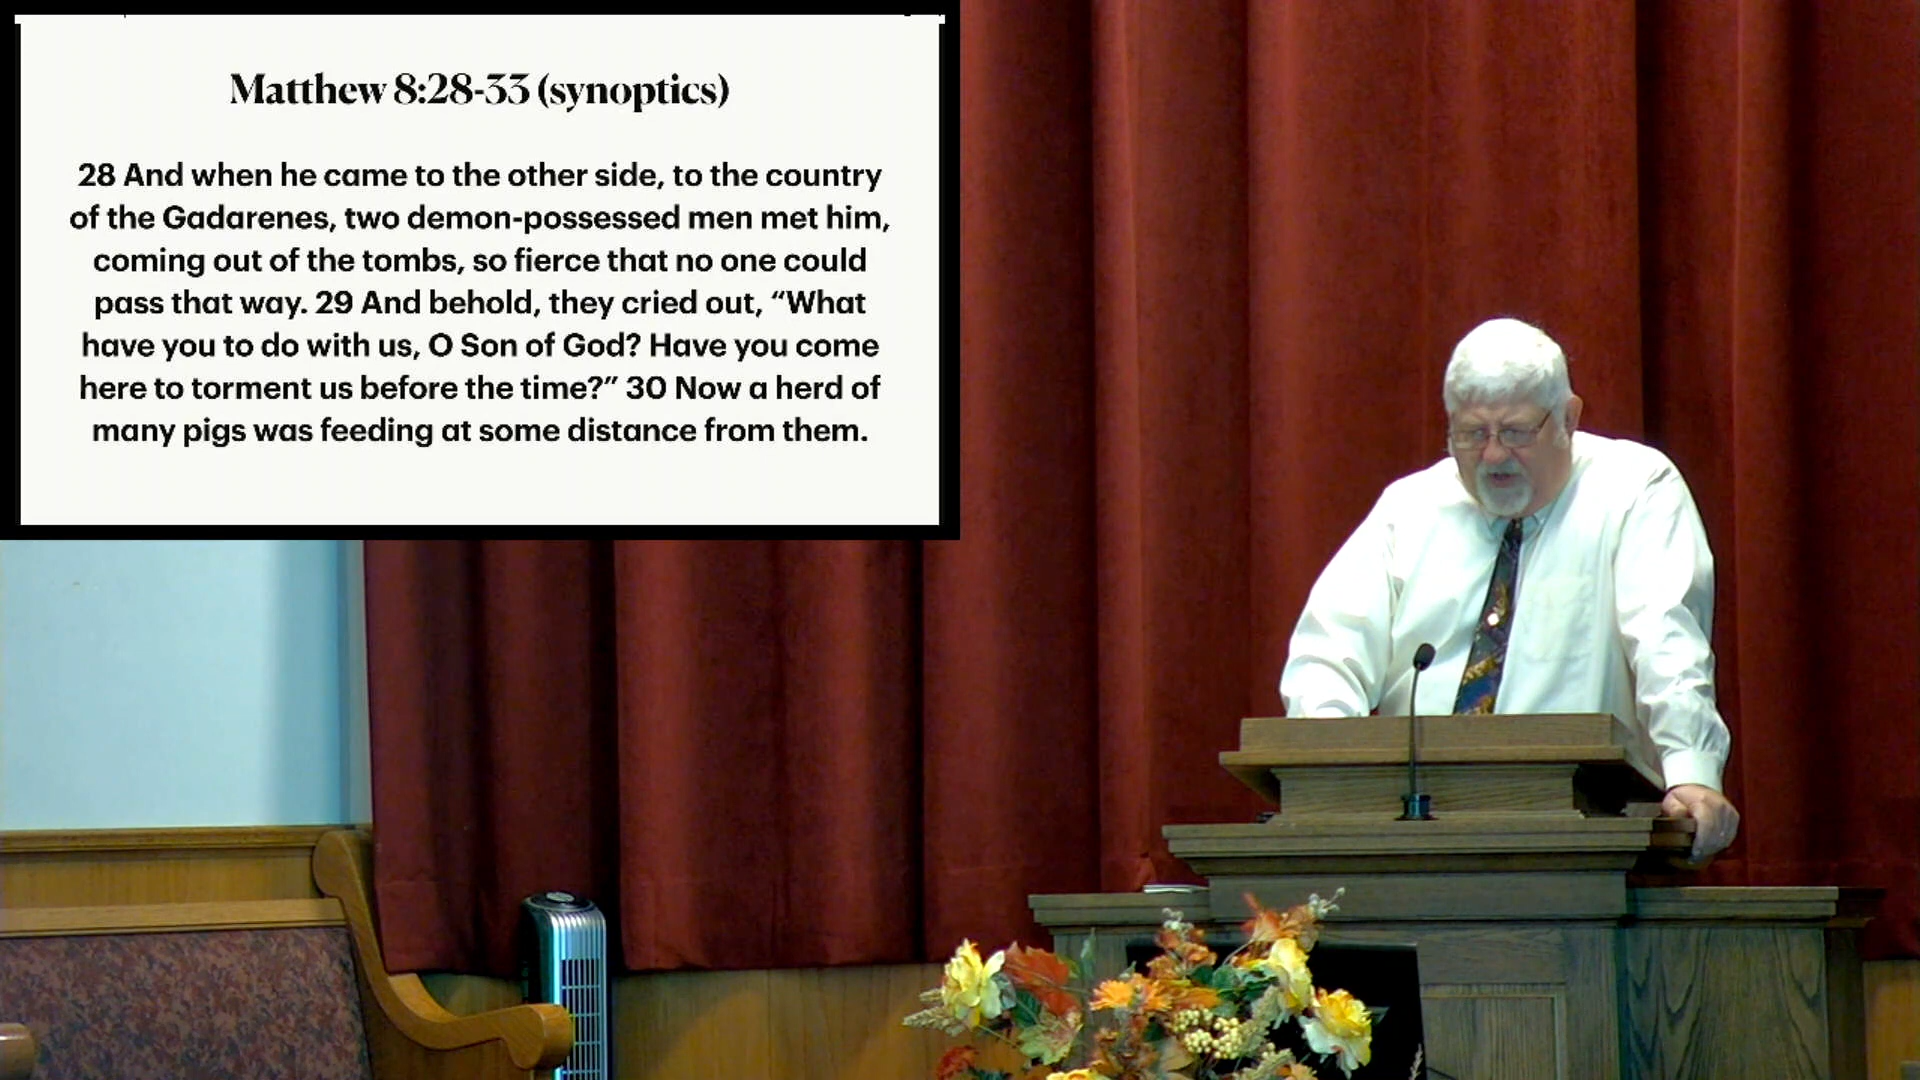 Matthew 8:28-33 (synoptics)
28 And when he came to the other side, to the country
of the Gadarenes, two demon-possessed men met him,
coming out of the tombs, so fierce that no one could
pass that way. 29 And behold, they cried out, “What
have you to do with us, O Son of God? Have you come
here to torment us before the time?” 30 Now a herd of
many pigs was feeding at some distance from them.